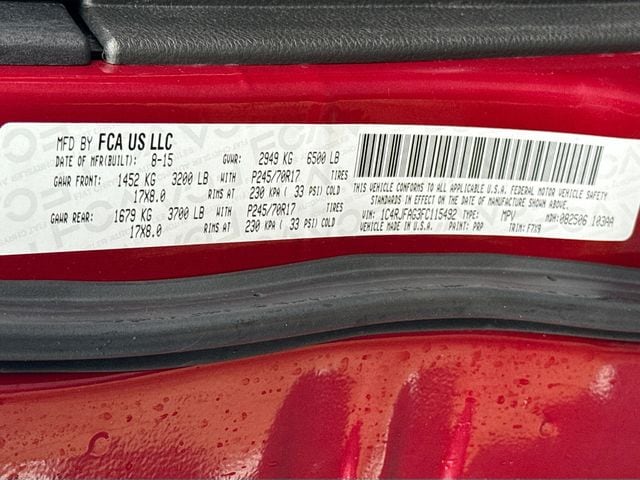 MFD BY FCA US LLC
DATE OF MFR(BUILT): 8-15 GVWR: 2949 KG 6500 LB
GAWR FRONT: 1452 KG 3200 LB WITH P245/70R17 TIRES
17X8.0 RIMS AT 230 KPA ( 33 PSI) COLD
GAWR REAR: 1679 KG 3700 LB WITH P245/70R17 TIRES
17X8.0 RIMS AT 230 KPA ( 33 PSI) COLD
THIS VEHICLE CONFORMS TO ALL APPLICABLE U.S.A. FEDERAL MOTOR VEHICLE SAFETY
STANDARDS IN EFFECT ON THE DATE OF MANUFACTURE SHOWN ABOVE.
VIN: 1C4RJFAG3FC115492 TYPE: MPV MDH:082506 103AA
VEHICLE MADE IN U.S.A. PAINT: PRP TRIM: F7X9